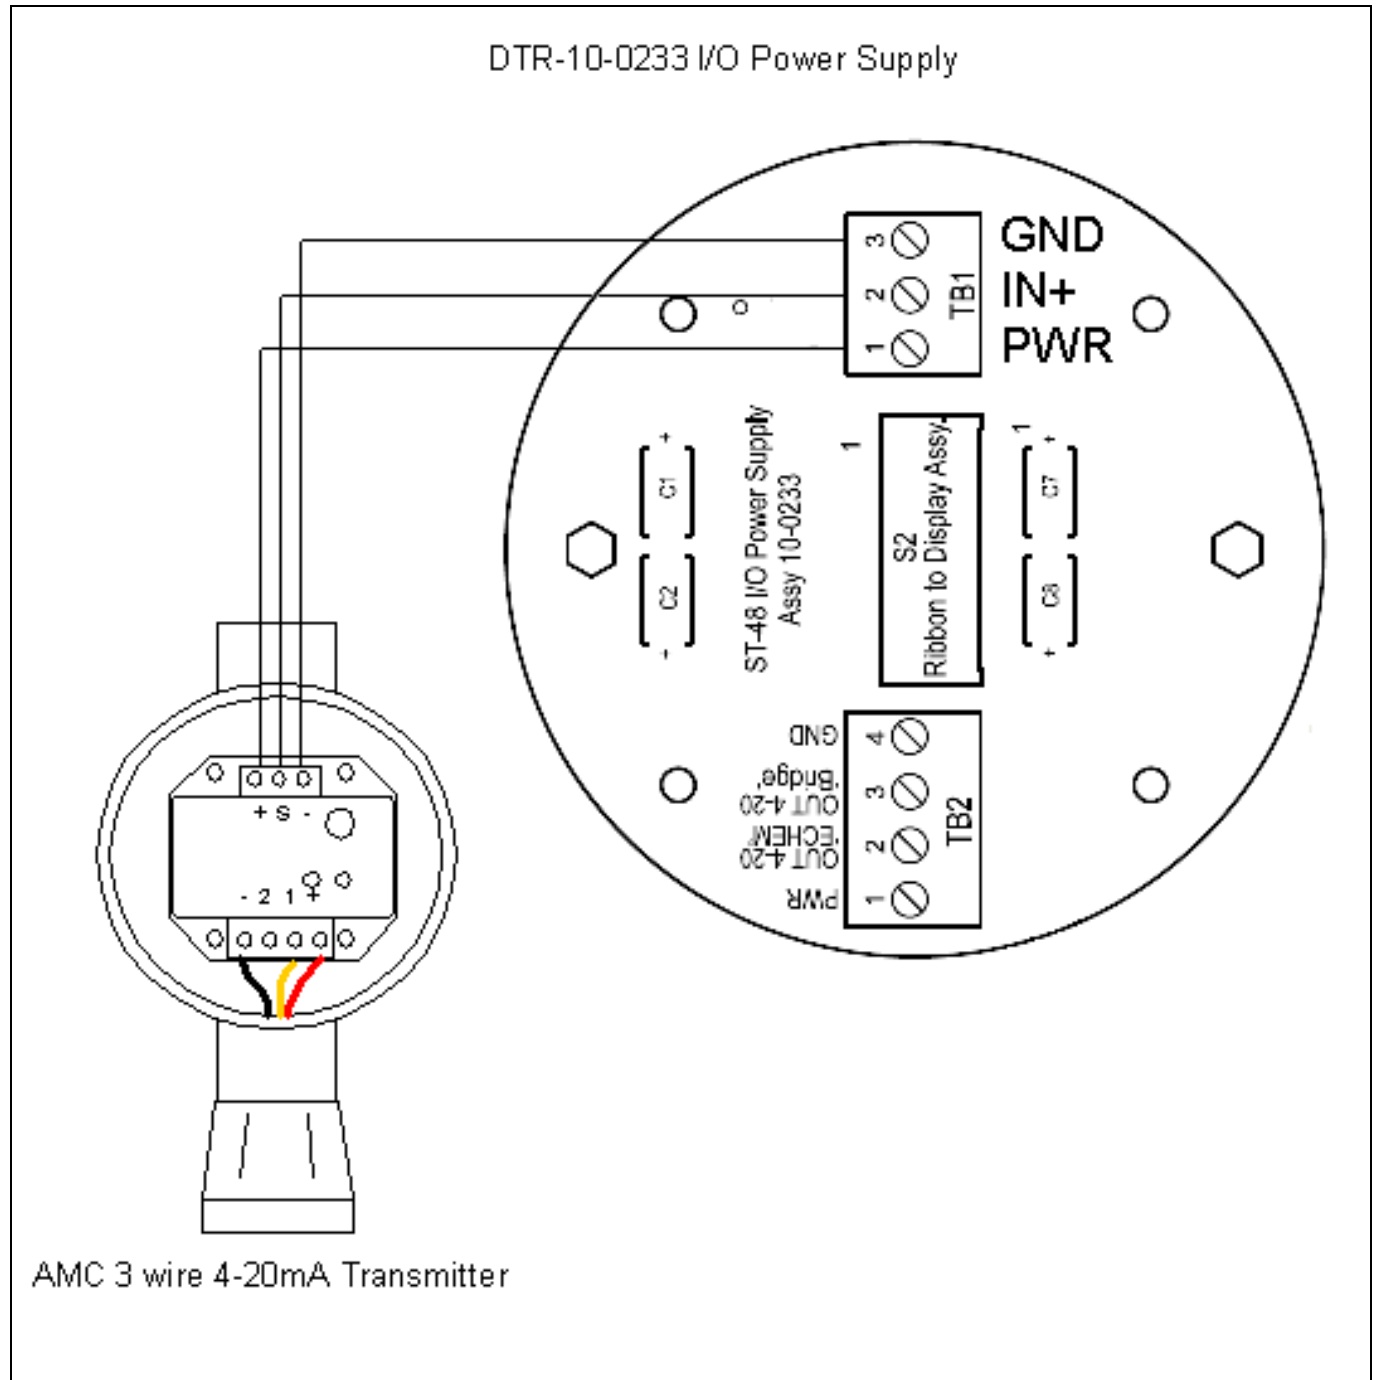 DTR-10-0233 I/O Power Supply
3
GND
2
IN+
1
PWR
TB1
+
C1
C2
+
ST-48 I/O Power Supply
Assy 10-0233
1
S2
Ribbon to Display Assy.
1
+
C7
C8
+
GND
4
'Bridge'
OUT 4-20
3
'ECHEM'
OUT 4-20
2
PWR
1
TB2
+ S -
- 2 1 +
AMC 3 wire 4-20mA Transmitter